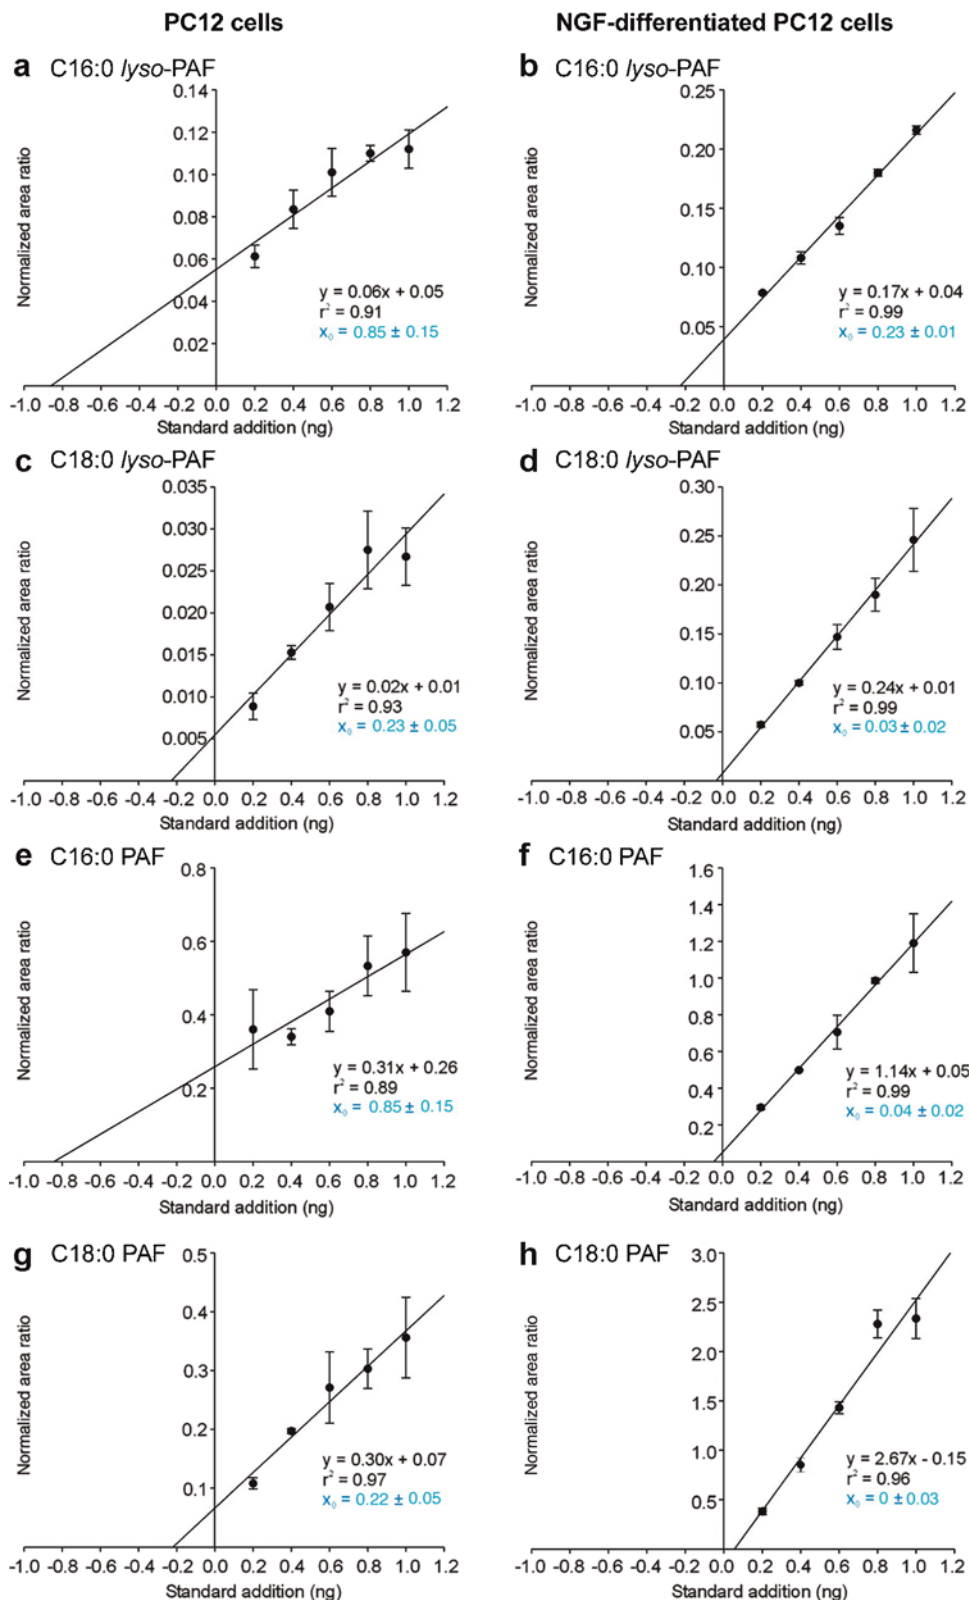 PC12 cells
NGF-differentiated PC12 cells
a C16:0 lyso-PAF
Normalized area ratio
0.14
0.12
0.10
0.08
0.06
0.04
0.02
y = 0.06x + 0.05
r² = 0.91
x₀ = 0.85 ± 0.15
-1.0 -0.8 -0.6 -0.4 -0.2 0.0 0.2 0.4 0.6 0.8 1.0 1.2
Standard addition (ng)
b C16:0 lyso-PAF
Normalized area ratio
0.25
0.20
0.15
0.10
0.05
y = 0.17x + 0.04
r² = 0.99
x₀ = 0.23 ± 0.01
-1.0 -0.8 -0.6 -0.4 -0.2 0.0 0.2 0.4 0.6 0.8 1.0 1.2
Standard addition (ng)
c C18:0 lyso-PAF
Normalized area ratio
0.035
0.030
0.025
0.020
0.015
0.010
0.005
y = 0.02x + 0.01
r² = 0.93
x₀ = 0.23 ± 0.05
-1.0 -0.8 -0.6 -0.4 -0.2 0.0 0.2 0.4 0.6 0.8 1.0 1.2
Standard addition (ng)
d C18:0 lyso-PAF
Normalized area ratio
0.30
0.25
0.20
0.15
0.10
0.05
y = 0.24x + 0.01
r² = 0.99
x₀ = 0.03 ± 0.02
-1.0 -0.8 -0.6 -0.4 -0.2 0.0 0.2 0.4 0.6 0.8 1.0 1.2
Standard addition (ng)
e C16:0 PAF
Normalized area ratio
0.8
0.6
0.4
0.2
y = 0.31x + 0.26
r² = 0.89
x₀ = 0.85 ± 0.15
-1.0 -0.8 -0.6 -0.4 -0.2 0.0 0.2 0.4 0.6 0.8 1.0 1.2
Standard addition (ng)
f C16:0 PAF
Normalized area ratio
1.6
1.4
1.2
1.0
0.8
0.6
0.4
0.2
y = 1.14x + 0.05
r² = 0.99
x₀ = 0.04 ± 0.02
-1.0 -0.8 -0.6 -0.4 -0.2 0.0 0.2 0.4 0.6 0.8 1.0 1.2
Standard addition (ng)
g C18:0 PAF
Normalized area ratio
0.5
0.4
0.3
0.2
0.1
y = 0.30x + 0.07
r² = 0.97
x₀ = 0.22 ± 0.05
-1.0 -0.8 -0.6 -0.4 -0.2 0.0 0.2 0.4 0.6 0.8 1.0 1.2
Standard addition (ng)
h C18:0 PAF
Normalized area ratio
3.0
2.5
2.0
1.5
1.0
0.5
y = 2.67x - 0.15
r² = 0.96
x₀ = 0 ± 0.03
-1.0 -0.8 -0.6 -0.4 -0.2 0.0 0.2 0.4 0.6 0.8 1.0 1.2
Standard addition (ng)